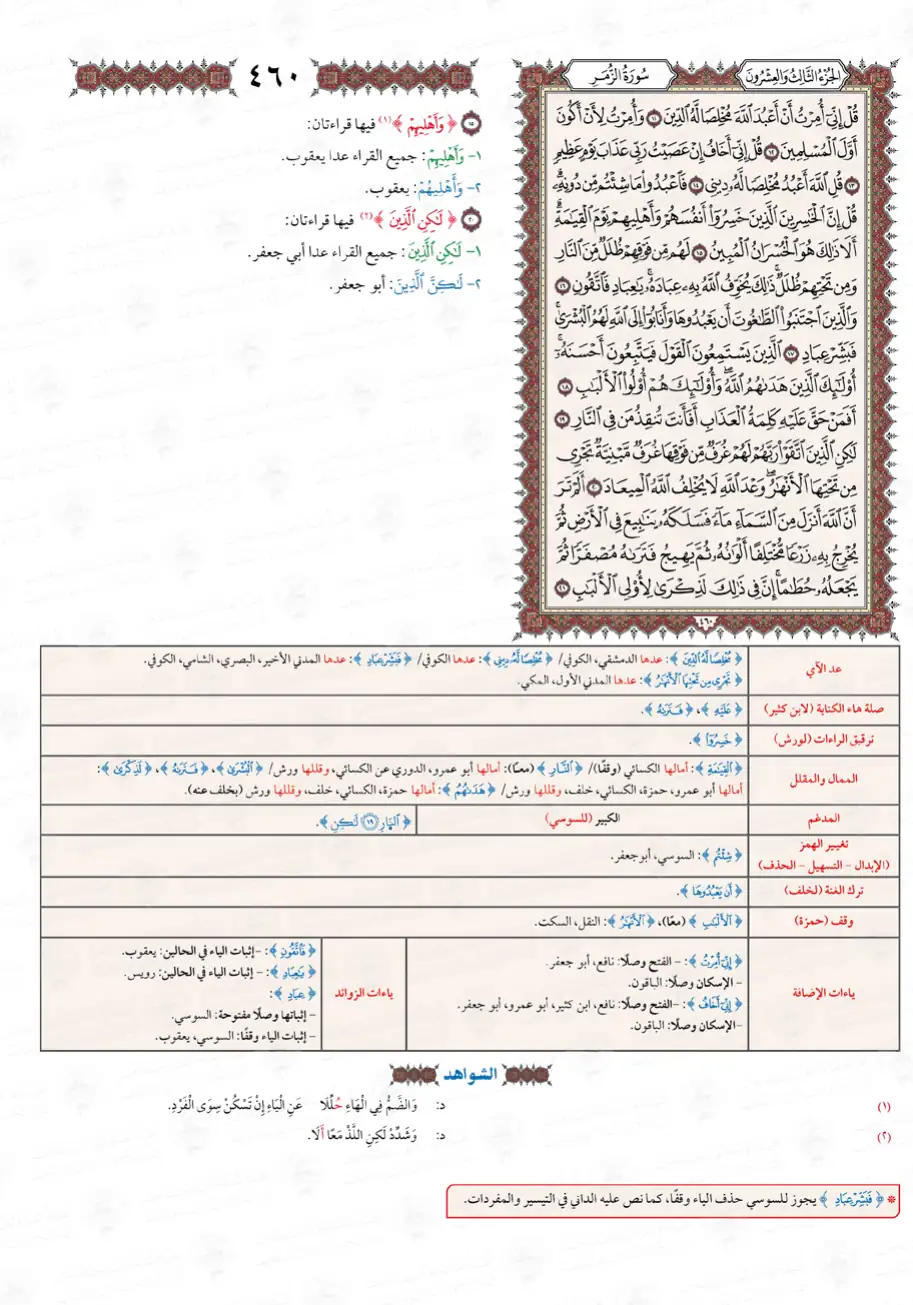 سُورَةُ الزُّمَر
الجُزْءُ الثَّالِثُ وَالعِشْرُونَ
قُلۡ إِنِّيٓ أُمِرۡتُ أَنۡ أَعۡبُدَ ٱللَّهَ مُخۡلِصٗا لَّهُ ٱلدِّينَ ١١ وَأُمِرۡتُ لِأَنۡ أَكُونَ
أَوَّلَ ٱلۡمُسۡلِمِينَ ١٢ قُلۡ إِنِّيٓ أَخَافُ إِنۡ عَصَيۡتُ رَبِّي عَذَابَ يَوۡمٍ عَظِيمٖ
١٣ قُلِ ٱللَّهَ أَعۡبُدُ مُخۡلِصٗا لَّهُۥ دِينِي ١٤ فَٱعۡبُدُواْ مَا شِئۡتُم مِّن دُونِهِۦۗ
قُلۡ إِنَّ ٱلۡخَٰسِرِينَ ٱلَّذِينَ خَسِرُوٓاْ أَنفُسَهُمۡ وَأَهۡلِيهِمۡ يَوۡمَ ٱلۡقِيَٰمَةِۗ
أَلَا ذَٰلِكَ هُوَ ٱلۡخُسۡرَانُ ٱلۡمُبِينُ ١٥ لَهُم مِّن فَوۡقِهِمۡ ظُلَلٞ مِّنَ ٱلنَّارِ
وَمِن تَحۡتِهِمۡ ظُلَلٞۚ ذَٰلِكَ يُخَوِّفُ ٱللَّهُ بِهِۦ عِبَادَهُۥۚ يَٰعِبَادِ فَٱتَّقُونِ ١٦
وَٱلَّذِينَ ٱجۡتَنَبُواْ ٱلطَّٰغُوتَ أَن يَعۡبُدُوهَا وَأَنَابُوٓاْ إِلَى ٱللَّهِ لَهُمُ ٱلۡبُشۡرَىٰۚ
فَبَشِّرۡ عِبَادِ ١٧ ٱلَّذِينَ يَسۡتَمِعُونَ ٱلۡقَوۡلَ فَيَتَّبِعُونَ أَحۡسَنَهُۥٓۚ
أُوْلَٰٓئِكَ ٱلَّذِينَ هَدَىٰهُمُ ٱللَّهُۖ وَأُوْلَٰٓئِكَ هُمۡ أُوْلُواْ ٱلۡأَلۡبَٰبِ ١٨
أَفَمَنۡ حَقَّ عَلَيۡهِ كَلِمَةُ ٱلۡعَذَابِ أَفَأَنتَ تُنقِذُ مَن فِي ٱلنَّارِ ١٩
لَٰكِنِ ٱلَّذِينَ ٱتَّقَوۡاْ رَبَّهُمۡ لَهُمۡ غُرَفٞ مِّن فَوۡقِهَا غُرَفٞ مَّبۡنِيَّةٞ تَجۡرِي
مِن تَحۡتِهَا ٱلۡأَنۡهَٰرُۖ وَعۡدَ ٱللَّهِ لَا يُخۡلِفُ ٱللَّهُ ٱلۡمِيعَادَ ٢٠ أَلَمۡ تَرَ
أَنَّ ٱللَّهَ أَنزَلَ مِنَ ٱلسَّمَآءِ مَآءٗ فَسَلَكَهُۥ يَنَٰبِيعَ فِي ٱلۡأَرۡضِ ثُمَّ
يُخۡرِجُ بِهِۦ زَرۡعٗا مُّخۡتَلِفًا أَلۡوَٰنُهُۥ ثُمَّ يَهِيجُ فَتَرَىٰهُ مُصۡفَرّٗا ثُمَّ
يَجۡعَلُهُۥ حُطَٰمًاۚ إِنَّ فِي ذَٰلِكَ لَذِكۡرَىٰ لِأُوْلِي ٱلۡأَلۡبَٰبِ ٢١
٤٦٠
٤٦٠
١٥ ﴿ وَأَهۡلِيهِمۡ ﴾ (١) فيها قراءتان:
١- وَأَهۡلِيهِمۡ: جميع القراء عدا يعقوب.
٢- وَأَهۡلِيهُمۡ: يعقوب.
٢٠ ﴿ لَٰكِنِ ٱلَّذِينَ ﴾ (٢) فيها قراءتان:
١- لَٰكِنِ ٱلَّذِينَ: جميع القراء عدا أبي جعفر.
٢- لَٰكِنَّ ٱلَّذِينَ: أبو جعفر.
عد الآي
﴿ مُخۡلِصٗا لَّهُ ٱلدِّينَ ﴾: عدها الدمشقي، الكوفي/ ﴿ مُخۡلِصٗا لَّهُۥ دِينِي ﴾: عدها الكوفي/ ﴿ فَبَشِّرۡ عِبَادِ ﴾: عدها المدني الأخير، البصري، الشامي، الكوفي.
﴿ تَجۡرِي مِن تَحۡتِهَا ٱلۡأَنۡهَٰرُ ﴾: عدها المدني الأول، المكي.
صلة هاء الكناية (لابن كثير)
﴿ عَلَيۡهِ ﴾، ﴿ فَتَرَىٰهُ ﴾.
ترقيق الراءات (لورش)
﴿ خَسِرُوٓاْ ﴾.
الممال والمقلل
﴿ ٱلۡقِيَٰمَةِ ﴾: أمالها الكسائي (وقفًا)/ ﴿ ٱلنَّارِ ﴾ (معًا): أمالها أبو عمرو، الدوري عن الكسائي، وقللها ورش/ ﴿ ٱلۡبُشۡرَىٰ ﴾، ﴿ فَتَرَىٰهُ ﴾، ﴿ لَذِكۡرَىٰ ﴾:
أمالها أبو عمرو، حمزة، الكسائي، خلف، وقللها ورش/ ﴿ هَدَىٰهُمُ ﴾: أمالها حمزة، الكسائي، خلف، وقللها ورش (بخلف عنه).
المدغم
الكبير (للسوسي)
﴿ ٱلنَّارِ ١٩ لَٰكِنِ ﴾.
تغيير الهمز
(الإبدال - التسهيل - الحذف)
﴿ شِئۡتُم ﴾: السوسي، أبو جعفر.
ترك الغنة (لخلف)
﴿ أَن يَعۡبُدُوهَا ﴾.
وقف (حمزة)
﴿ ٱلۡأَلۡبَٰبِ ﴾ (معًا)، ﴿ ٱلۡأَنۡهَٰرُ ﴾: النقل، السكت.
ياءات الإضافة
﴿ إِنِّيٓ أُمِرۡتُ ﴾: - الفتح وصلًا: نافع، أبو جعفر.
- الإسكان وصلًا: الباقون.
﴿ إِنِّيٓ أَخَافُ ﴾: -الفتح وصلًا: نافع، ابن كثير، أبو عمرو، أبو جعفر.
-الإسكان وصلًا: الباقون.
ياءات الزوائد
﴿ فَٱتَّقُونِ ﴾: -إثبات الياء في الحالين: يعقوب.
﴿ يَٰعِبَادِ ﴾: - إثبات الياء في الحالين: رويس.
﴿ عِبَادِ ﴾:
- إثباتها وصلًا مفتوحة: السوسي.
- إثبات الياء وقفًا: السوسي، يعقوب.
الشواهد
(١) د: وَالضَّمُّ فِي الْهَاءِ حُلِّلَا عَنِ الْيَاءِ إِنْ تَسْكُنْ سِوَى الْفَرْدِ.
(٢) د: وَشَدِّدْ لَكِنِ اللَّذْ مَعًا أَلَا.
* ﴿ فَبَشِّرۡ عِبَادِ ﴾ يجوز للسوسي حذف الياء وقفًا، كما نص عليه الداني في التيسير والمفردات.